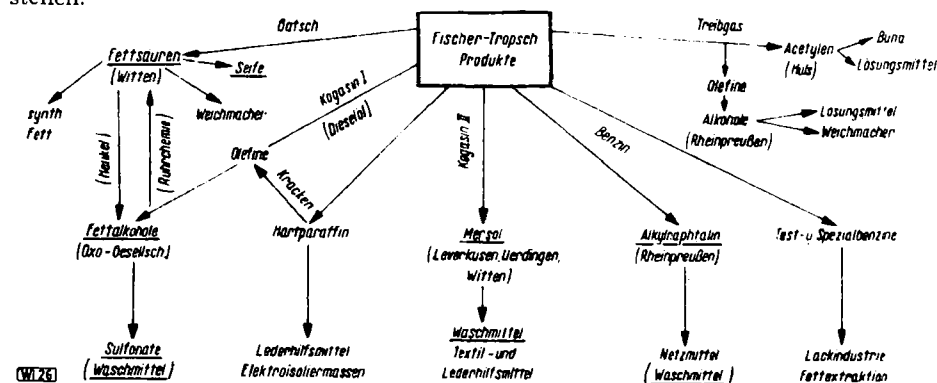 stehen.
Gatsch
Fischer-Tropsch
Produkte
Treibgas
Fettsäuren
(Witten)
Seife
synth
Fett
Weichmacher
Kogasin I
(Dieselöl)
Acetylen
(Hüls)
Buna
Lösungsmittel
Olefine
Alkohole
(Rheinpreußen)
Lösungsmittel
Weichmacher
(Henkel)
(Ruhrchemie)
Olefine
Kracken
Kogasin II
Benzin
Fettalkohole
(Oxo-Gesellsch)
Hartparaffin
Mersol
(Leverkusen, Uerdingen,
Witten)
Alkylnaphtalin
(Rheinpreußen)
Test-u Spezialbenzine
Sulfonate
(Waschmittel)
Lederhilfsmittel
Elektroisoliermassen
Waschmittel
Textil- und
Lederhilfsmittel
Netzmittel
(Waschmittel)
Lackindustrie
Fettextraktion
WI 26